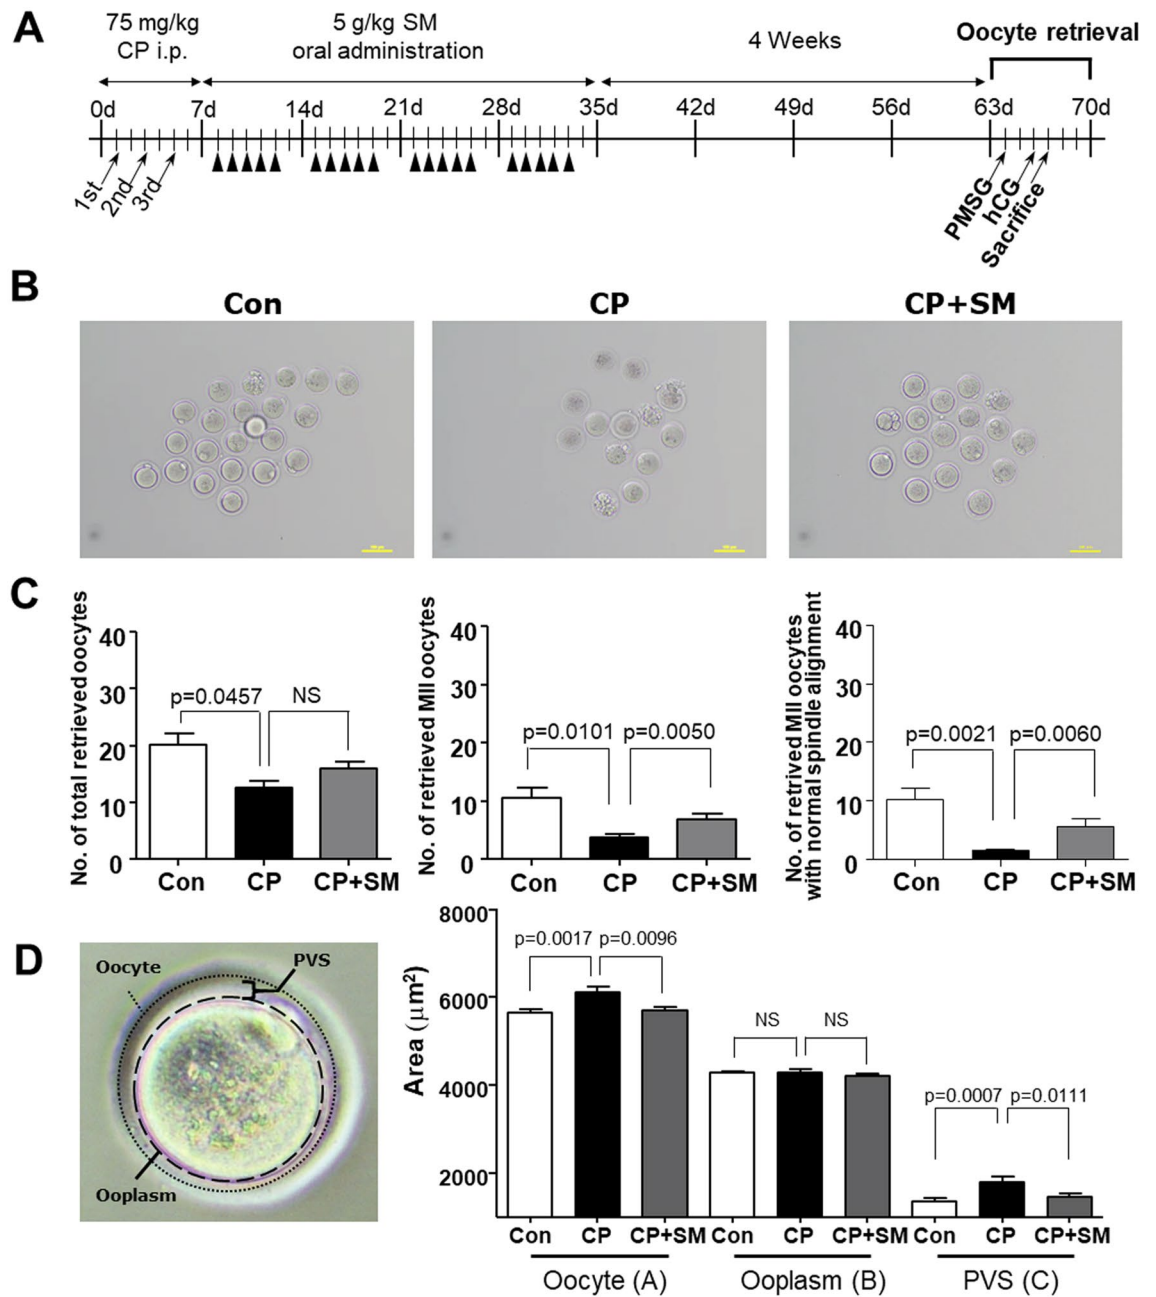 A
75 mg/kg
CP i.p.
5 g/kg SM
oral administration
4 Weeks
Oocyte retrieval
0d 7d 14d 21d 28d 35d 42d 49d 56d 63d 70d
1st
2nd
3rd
PMSG
hCG
Sacrifice
B
Con CP CP+SM
C
No. of total retrieved oocytes
40
30
20
10
0
p=0.0457 NS
Con CP CP+SM
No. of retrieved MII oocytes
40
30
20
10
0
p=0.0101 p=0.0050
Con CP CP+SM
No. of retrived MII oocytes
with normal spindle alignment
40
30
20
10
0
p=0.0021 p=0.0060
Con CP CP+SM
D
Oocyte
PVS
Ooplasm
Area (μm²)
8000
6000
4000
2000
p=0.0017 p=0.0096
NS NS
p=0.0007 p=0.0111
Con CP CP+SM Con CP CP+SM Con CP CP+SM
Oocyte (A) Ooplasm (B) PVS (C)